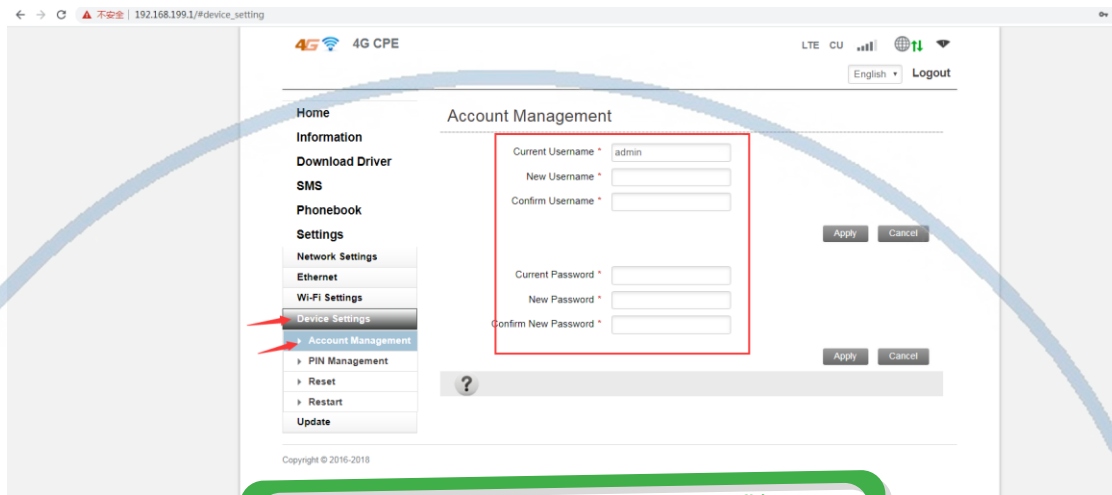 不安全 | 192.168.199.1/#device_setting
4G 4G CPE
LTE CU
English Logout
Home
Information
Download Driver
SMS
Phonebook
Settings
Network Settings
Ethernet
Wi-Fi Settings
Device Settings
Account Management
PIN Management
Reset
Restart
Update
Account Management
Current Username * admin
New Username *
Confirm Username *
Apply Cancel
Current Password *
New Password *
Confirm New Password *
Apply Cancel
?
Copyright © 2016-2018